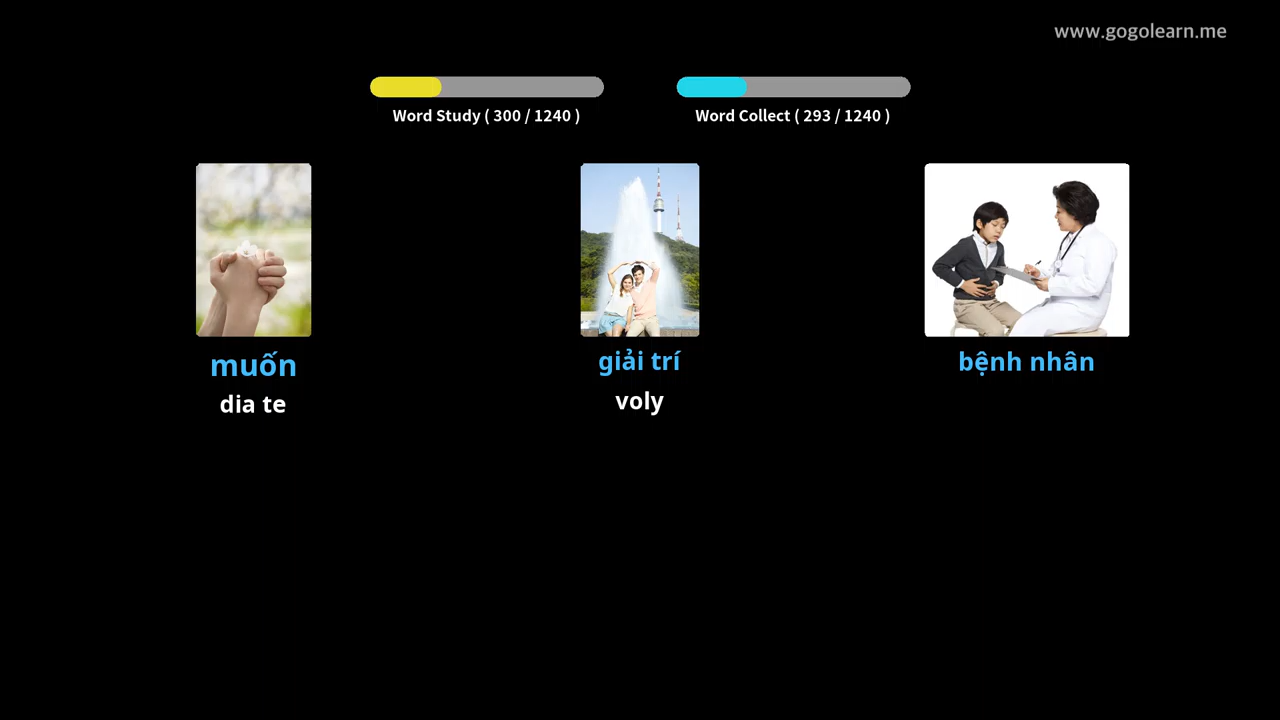 www.gogolearn.me
Word Study ( 300 / 1240 )
Word Collect ( 293 / 1240 )
muốn
dia te
giải trí
voly
bệnh nhân